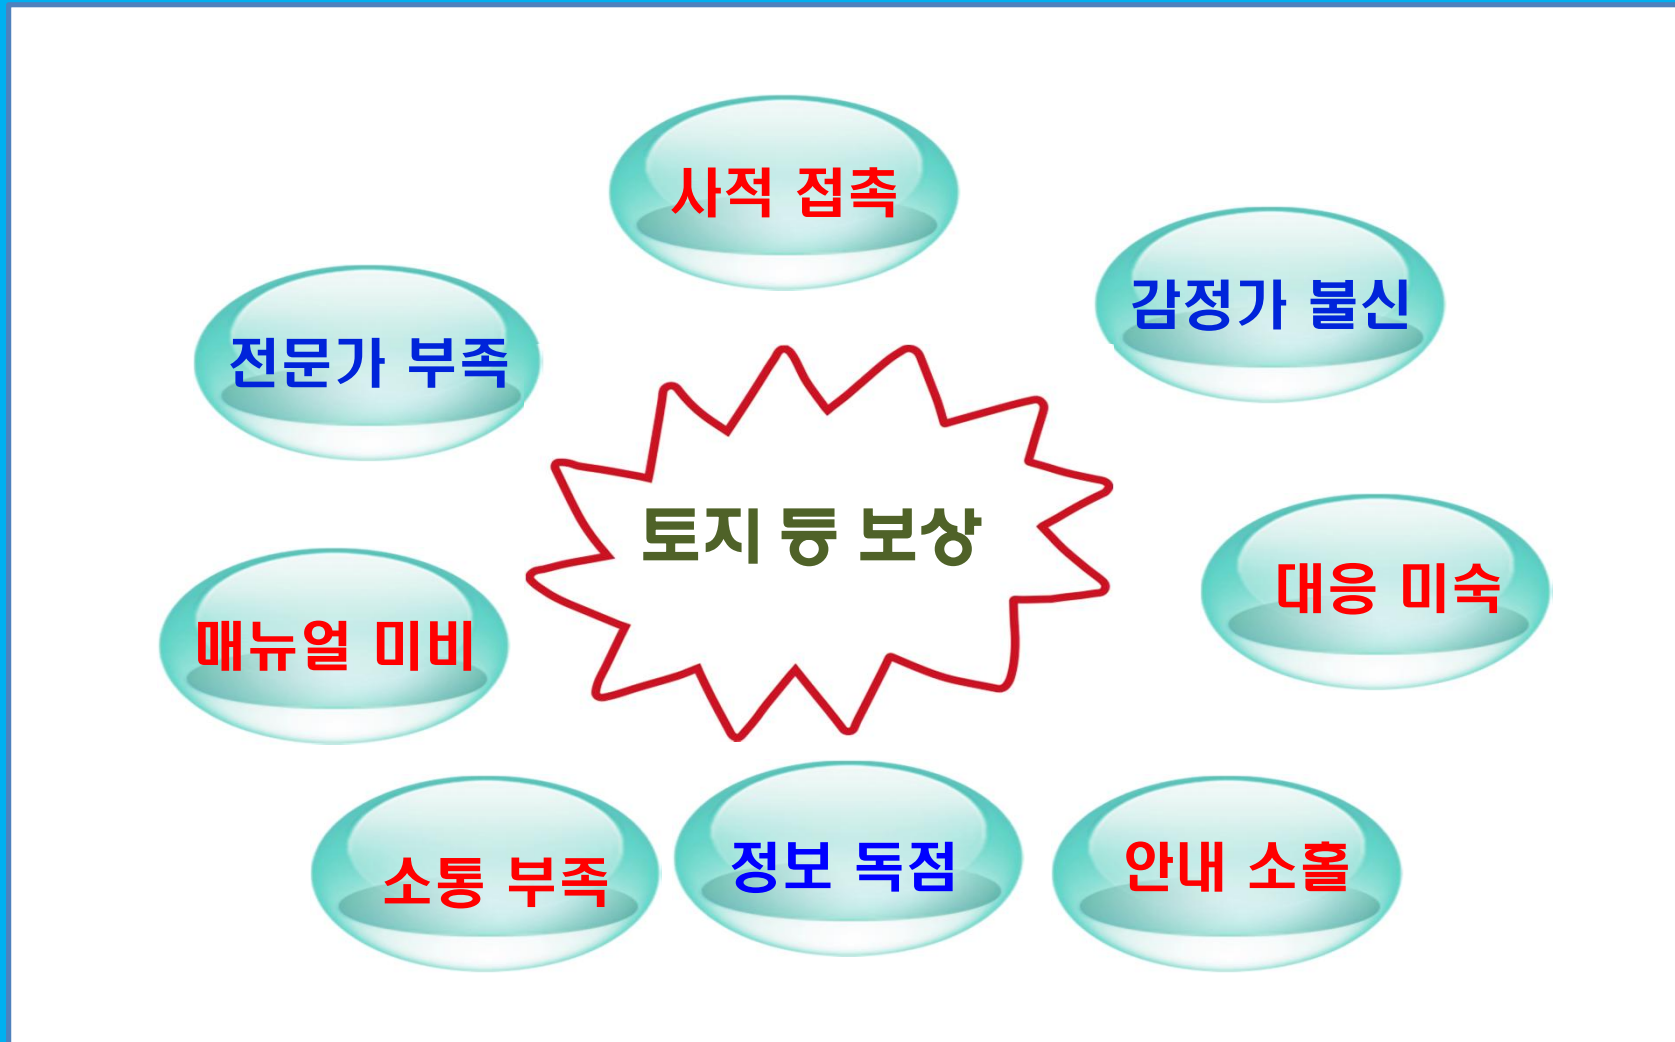 사적 접촉
감정가 불신
전문가 부족
토지 등 보상
대응 미숙
매뉴얼 미비
소통 부족
정보 독점
안내 소홀